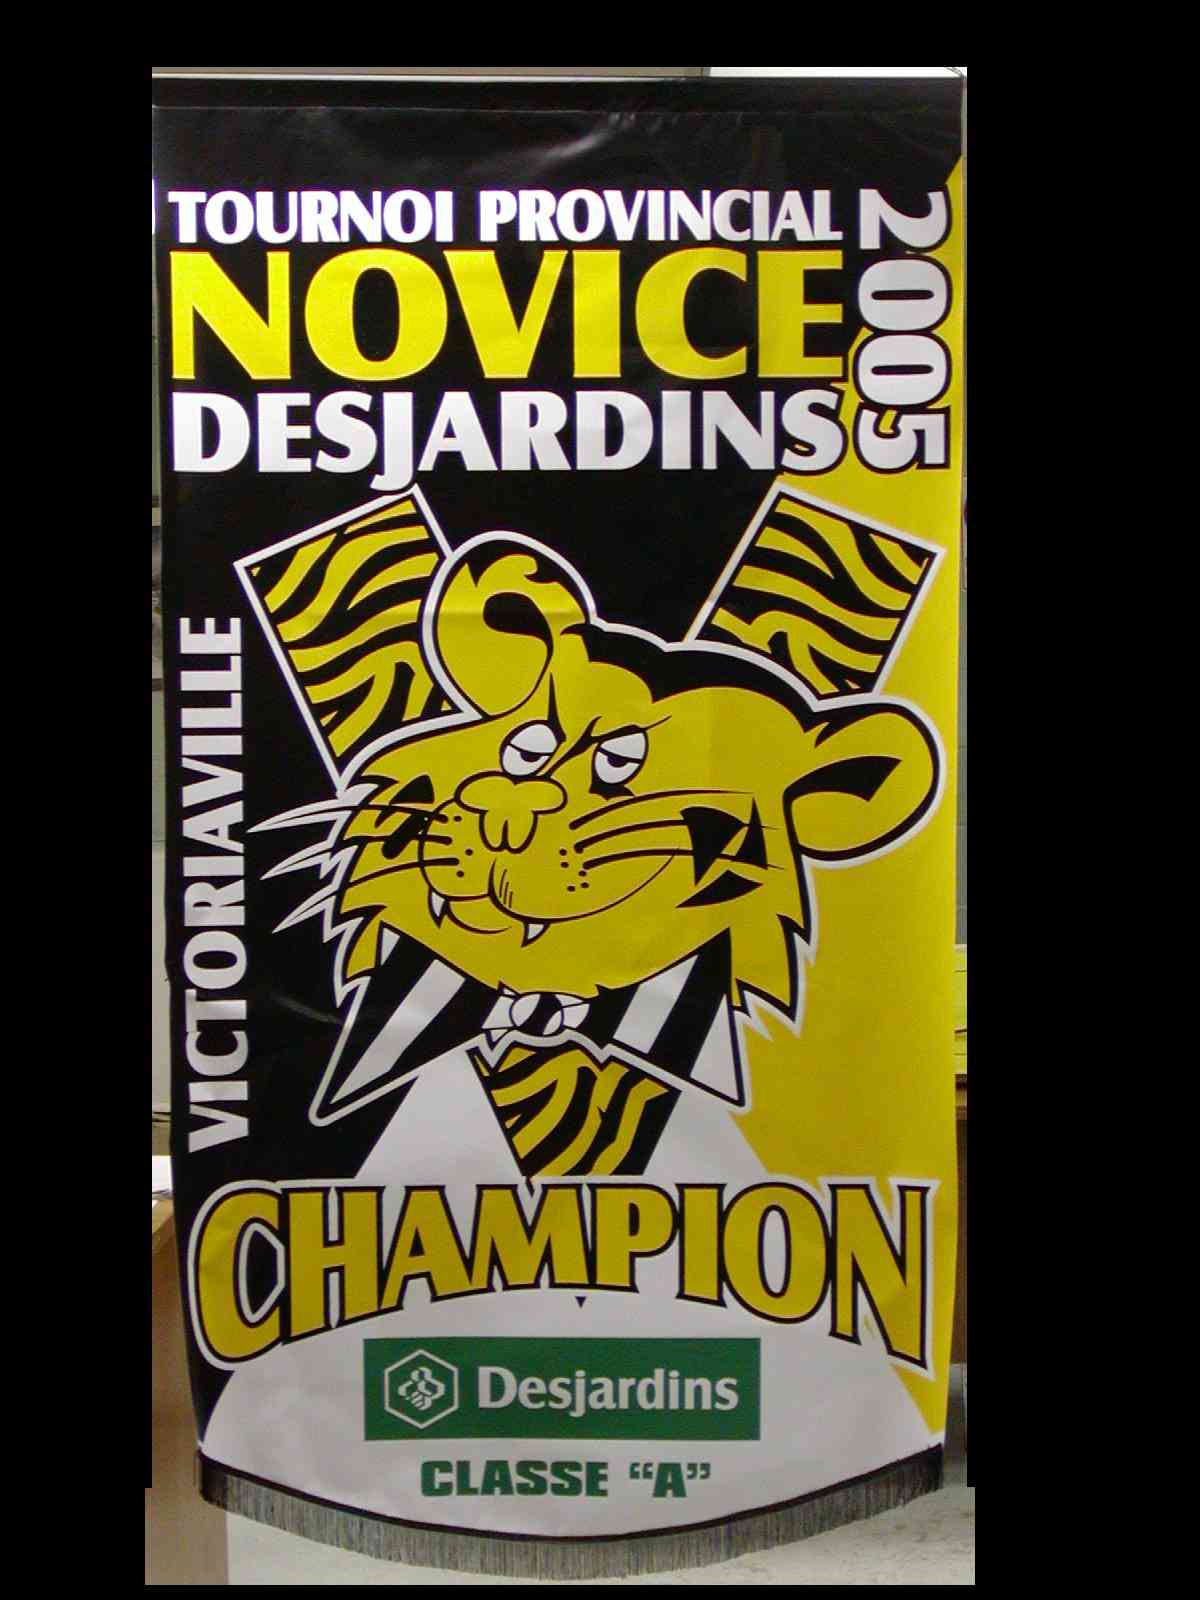 TOURNOI PROVINCIAL
NOVICE
DESJARDINS
2005
VICTORIAVILLE
CHAMPION
Desjardins
CLASSE “A”